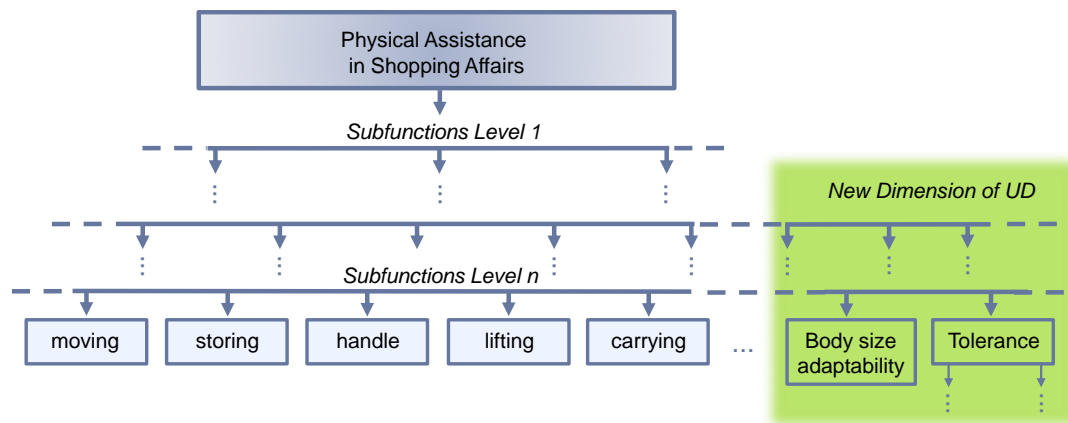 Physical Assistance
in Shopping Affairs
Subfunctions Level 1
New Dimension of UD
Subfunctions Level n
moving
storing
handle
lifting
carrying
...
Body size
adaptability
Tolerance